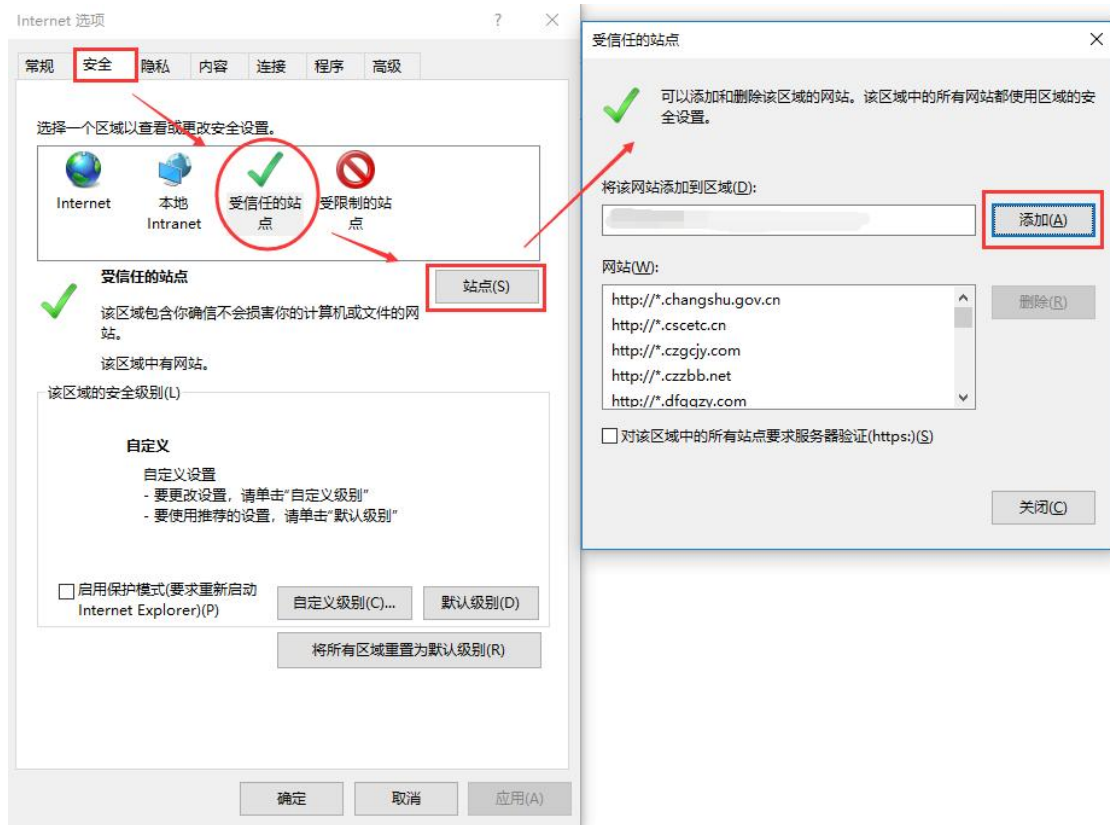 Internet 选项
?
常规
安全
隐私
内容
连接
程序
高级
选择一个区域以查看或更改安全设置。
Internet
本地
Intranet
受信任的站
点
受限制的站
点
受信任的站点
站点(S)
该区域包含你确信不会损害你的计算机或文件的网
站。
该区域中有网站。
该区域的安全级别(L)
自定义
自定义设置
- 要更改设置，请单击“自定义级别”
- 要使用推荐的设置，请单击“默认级别”
启用保护模式(要求重新启动
Internet Explorer)(P)
自定义级别(C)...
默认级别(D)
将所有区域重置为默认级别(R)
确定
取消
应用(A)
受信任的站点
可以添加和删除该区域的网站。该区域中的所有网站都使用区域的安
全设置。
将该网站添加到区域(D):
添加(A)
网站(W):
http://*.changshu.gov.cn
http://*.cscetc.cn
http://*.czgcjy.com
http://*.czzbb.net
http://*.dfggzy.com
删除(R)
对该区域中的所有站点要求服务器验证(https:)(S)
关闭(C)